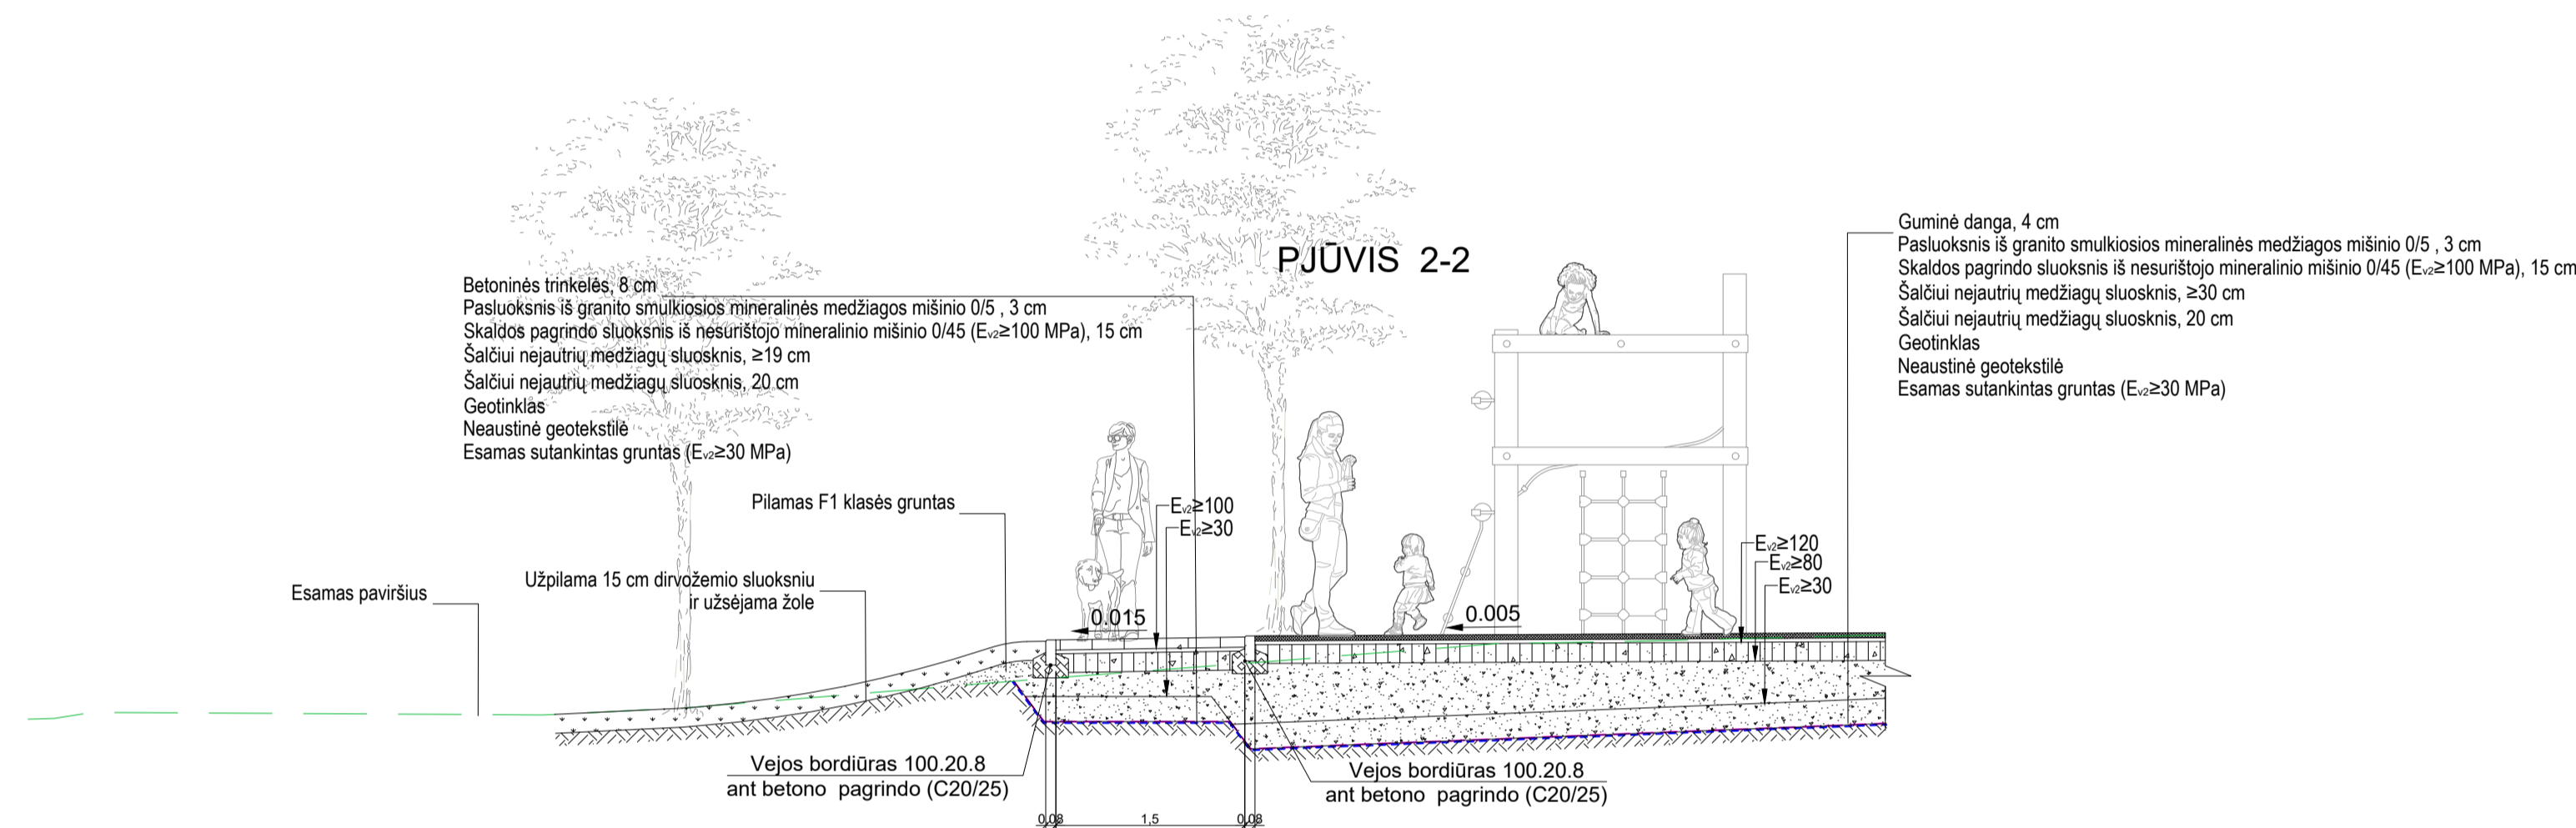 PJŪVIS 2-2
Betoninės trinkelės, 8 cm
Pasluoksnis iš granito smulkiosios mineralinės medžiagos mišinio 0/5 , 3 cm
Skaldos pagrindo sluoksnis iš nesurištojo mineralinio mišinio 0/45 (Ev2≥100 MPa), 15 cm
Šalčiui nejautrių medžiagų sluosknis, ≥19 cm
Šalčiui nejautrių medžiagų sluosknis, 20 cm
Geotinklas
Neaustinė geotekstilė
Esamas sutankintas gruntas (Ev2≥30 MPa)
Guminė danga, 4 cm
Pasluoksnis iš granito smulkiosios mineralinės medžiagos mišinio 0/5 , 3 cm
Skaldos pagrindo sluoksnis iš nesurištojo mineralinio mišinio 0/45 (Ev2≥100 MPa), 15 cm
Šalčiui nejautrių medžiagų sluosknis, ≥30 cm
Šalčiui nejautrių medžiagų sluosknis, 20 cm
Geotinklas
Neaustinė geotekstilė
Esamas sutankintas gruntas (Ev2≥30 MPa)
Pilamas F1 klasės gruntas
Ev2≥100
Ev2≥30
Ev2≥120
Ev2≥80
Ev2≥30
Esamas paviršius
Užpilama 15 cm dirvožemio sluoksniu
ir užsėjama žole
0.015
0.005
Vejos bordiūras 100.20.8
ant betono pagrindo (C20/25)
Vejos bordiūras 100.20.8
ant betono pagrindo (C20/25)
0,08
1,5
0,08